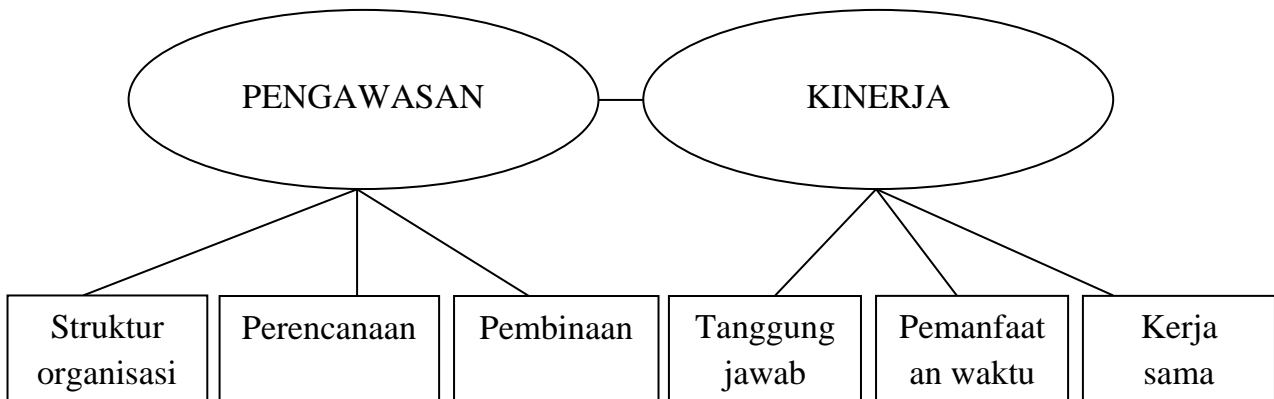 PENGAWASAN
KINERJA
Struktur
organisasi
Perencanaan
Pembinaan
Tanggung
jawab
Pemanfaat
an waktu
Kerja
sama